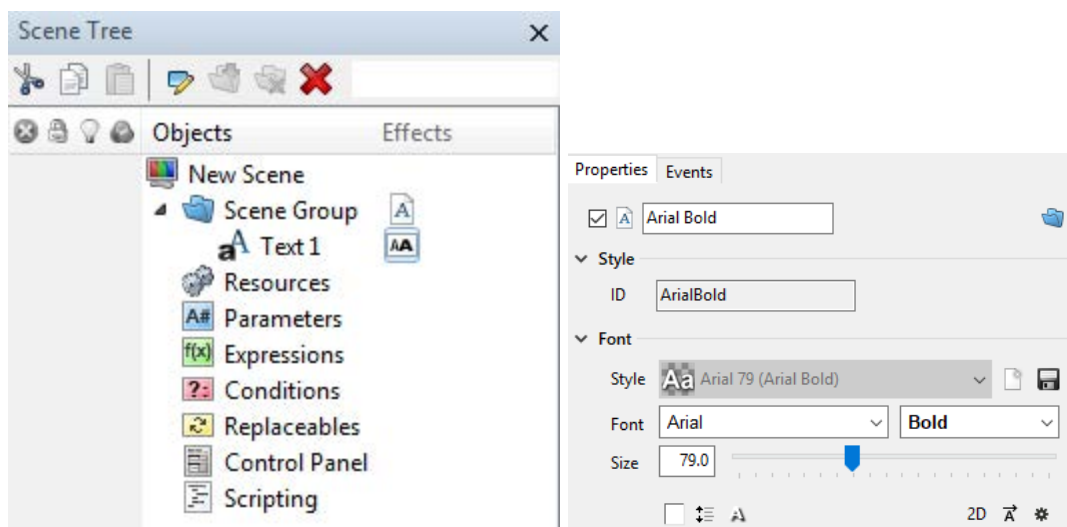 Scene Tree
Objects Effects
New Scene
Scene Group A
aA Text 1 AA
Resources
A# Parameters
f(x) Expressions
?: Conditions
Replaceables
Control Panel
Scripting
Properties Events
A Arial Bold
Style
ID ArialBold
Font
Style Aa Arial 79 (Arial Bold)
Font Arial Bold
Size 79.0
A 2D A